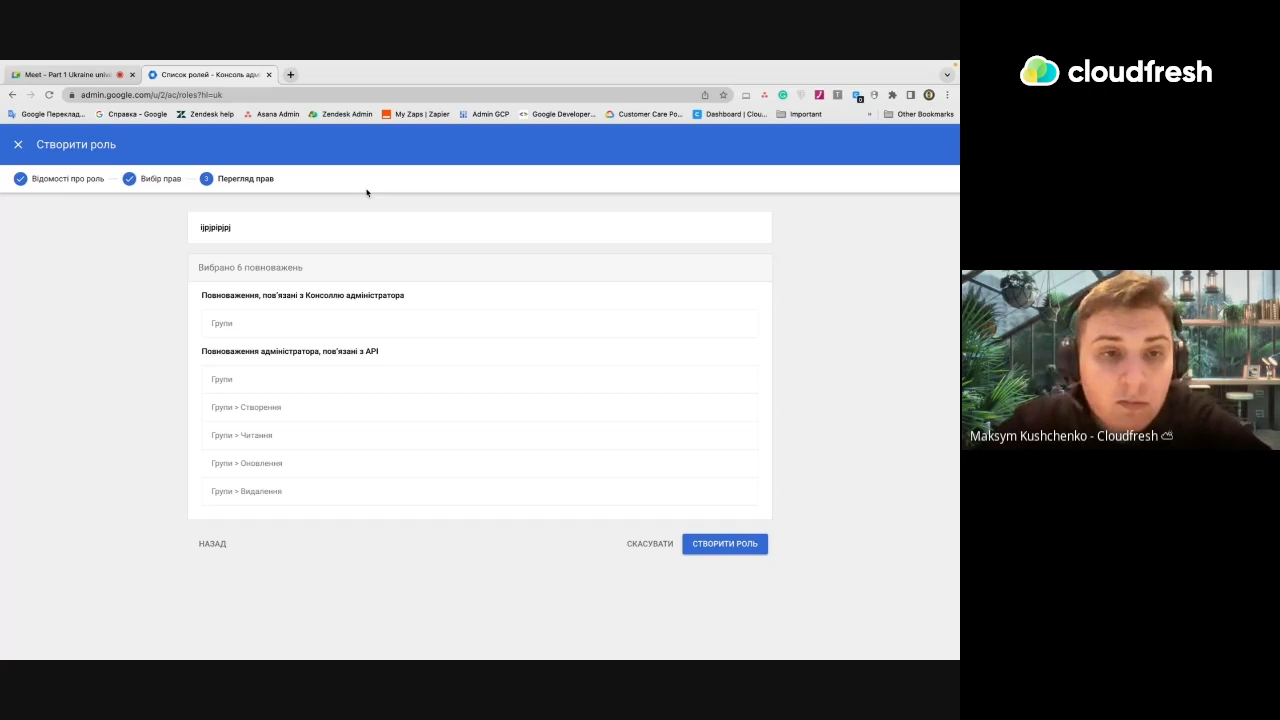 cloudfresh
Meet – Part 1 Ukraine univ
Список ролей – Консоль адмі
admin.google.com/u/2/ac/roles?hl=uk
Google Переклад...
Справка – Google
Zendesk help
Asana Admin
Zendesk Admin
My Zaps | Zapier
Admin GCP
Google Developer...
Customer Care Po...
Dashboard | Clou...
Important
»
Other Bookmarks
Створити роль
Відомості про роль
Вибір прав
3 Перегляд прав
ijpjpipjpj
Вибрано 6 повноважень
Повноваження, пов'язані з Консоллю адміністратора
Групи
Повноваження адміністратора, пов'язані з API
Групи
Групи > Створення
Групи > Читання
Групи > Оновлення
Групи > Видалення
НАЗАД
СКАСУВАТИ
СТВОРИТИ РОЛЬ
Maksym Kushchenko - Cloudfresh